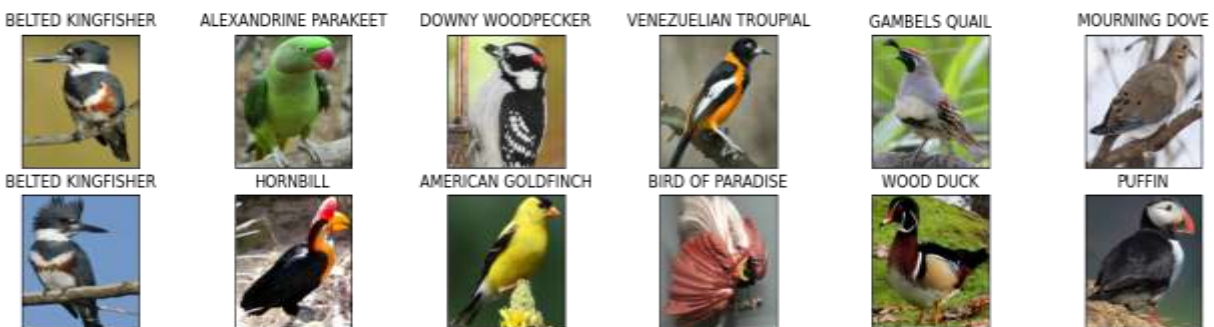 BELTED KINGFISHER ALEXANDRINE PARAKEET DOWNY WOODPECKER VENEZUELIAN TROUPIAL GAMBELS QUAIL MOURNING DOVE
BELTED KINGFISHER HORNBILL AMERICAN GOLDFINCH BIRD OF PARADISE WOOD DUCK PUFFIN